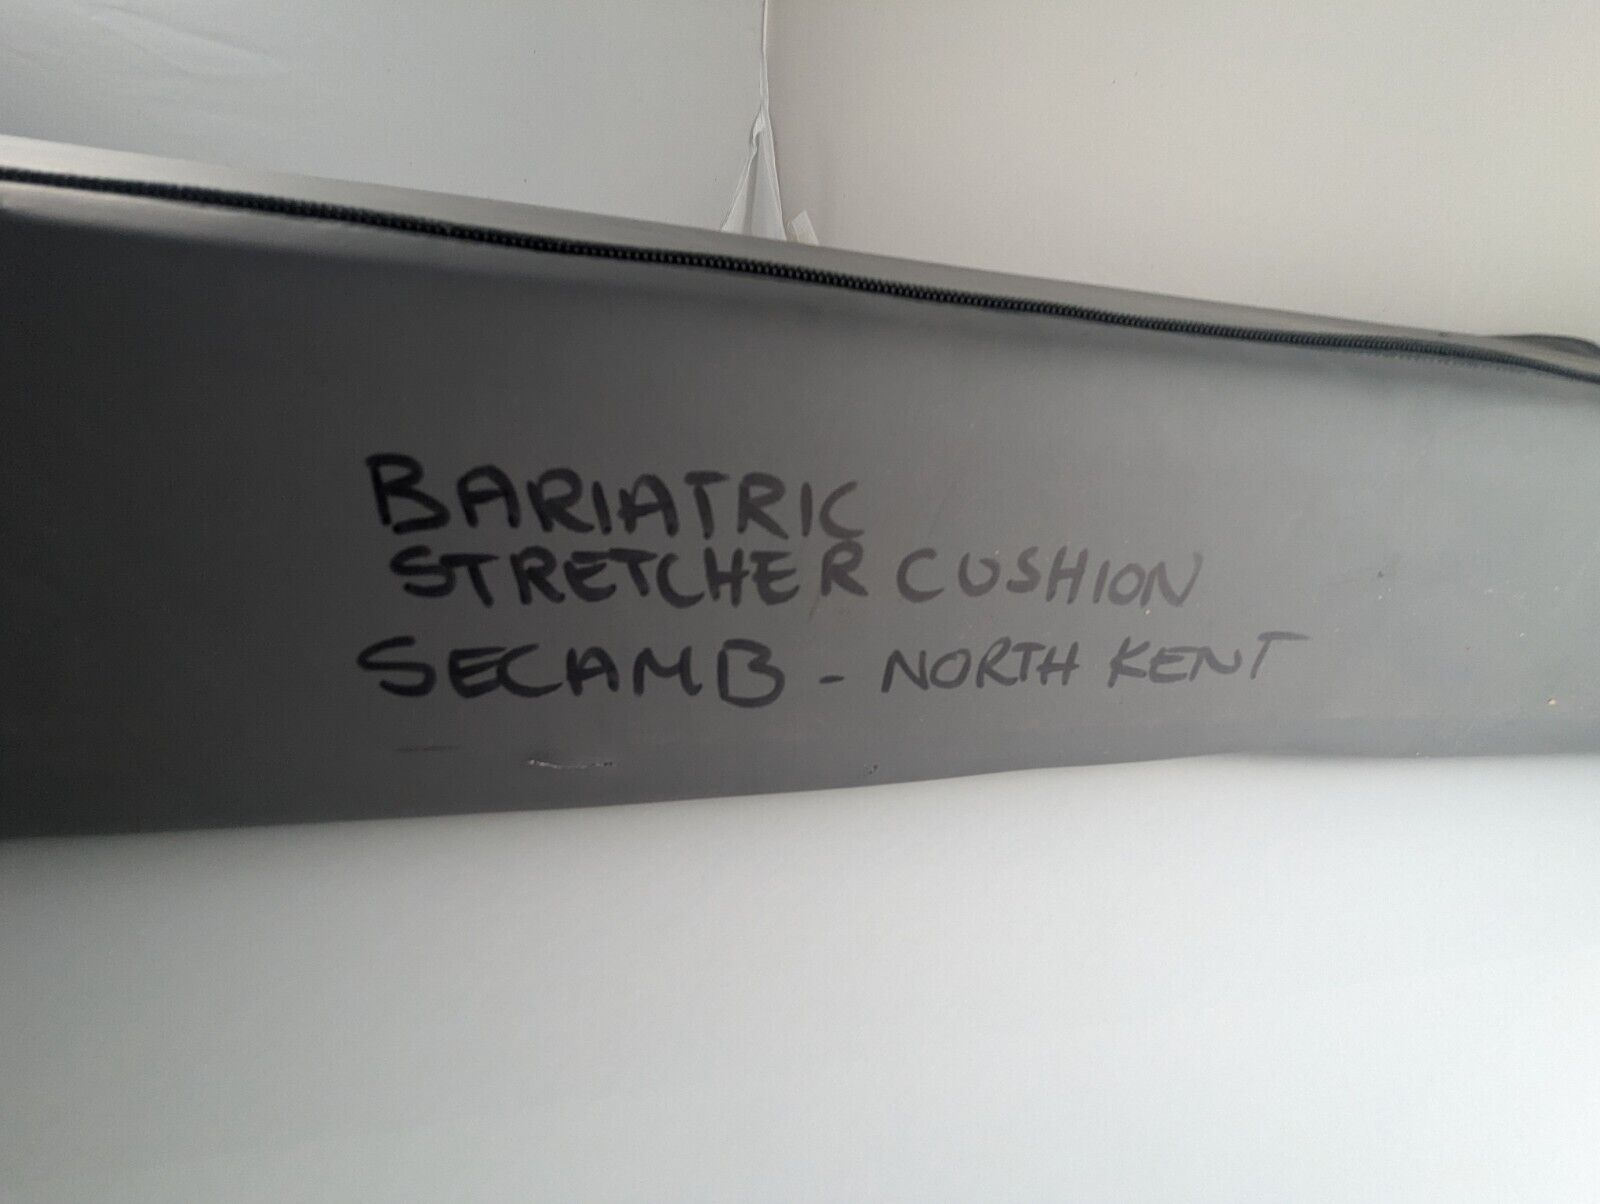 BARIATRIC
STRETCHER CUSHION
SECAMB - NORTH KENT